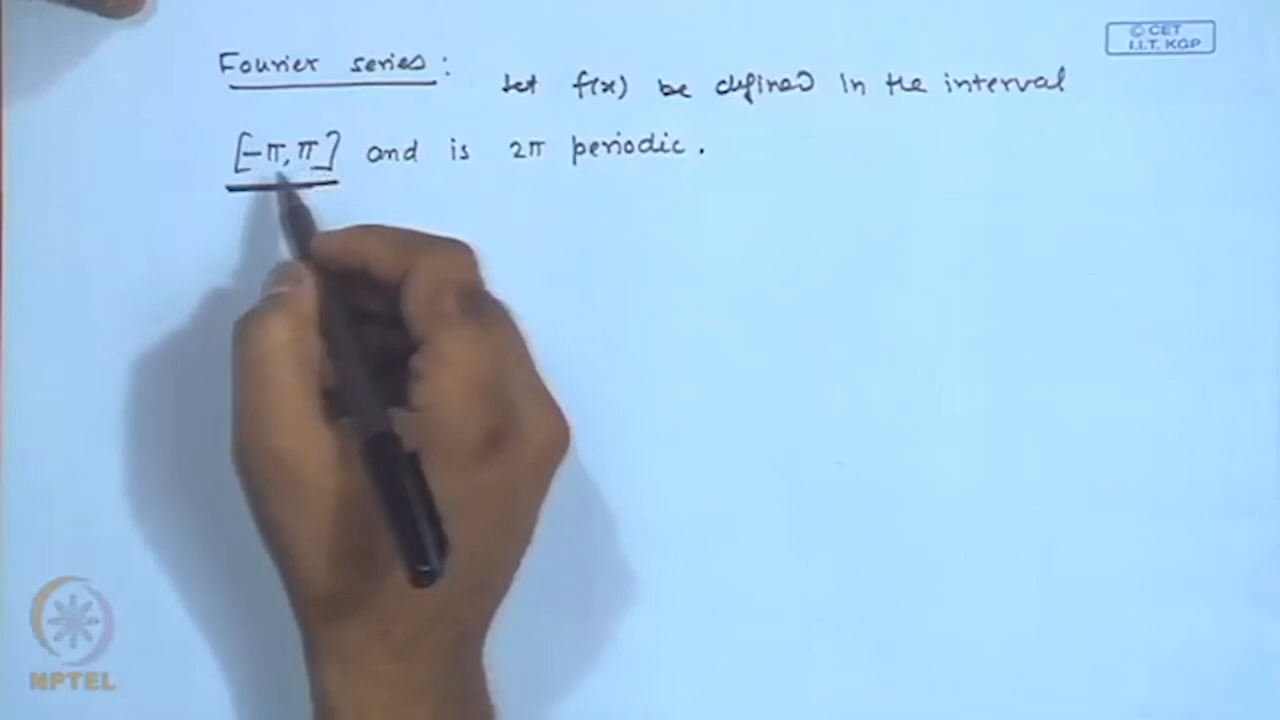 © CET
I.I.T. KGP
Fourier series : Let f(x) be defined in the interval
[-π, π] and is 2π periodic.
NPTEL